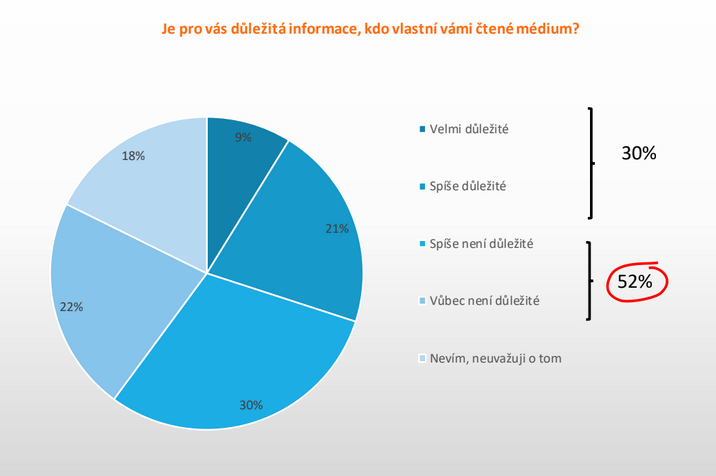 Je pro vás důležitá informace, kdo vlastní vámi čtené médium?
9%
21%
30%
22%
18%
Velmi důležité
Spíše důležité
Spíše není důležité
Vůbec není důležité
Nevím, neuvažuji o tom
30%
52%